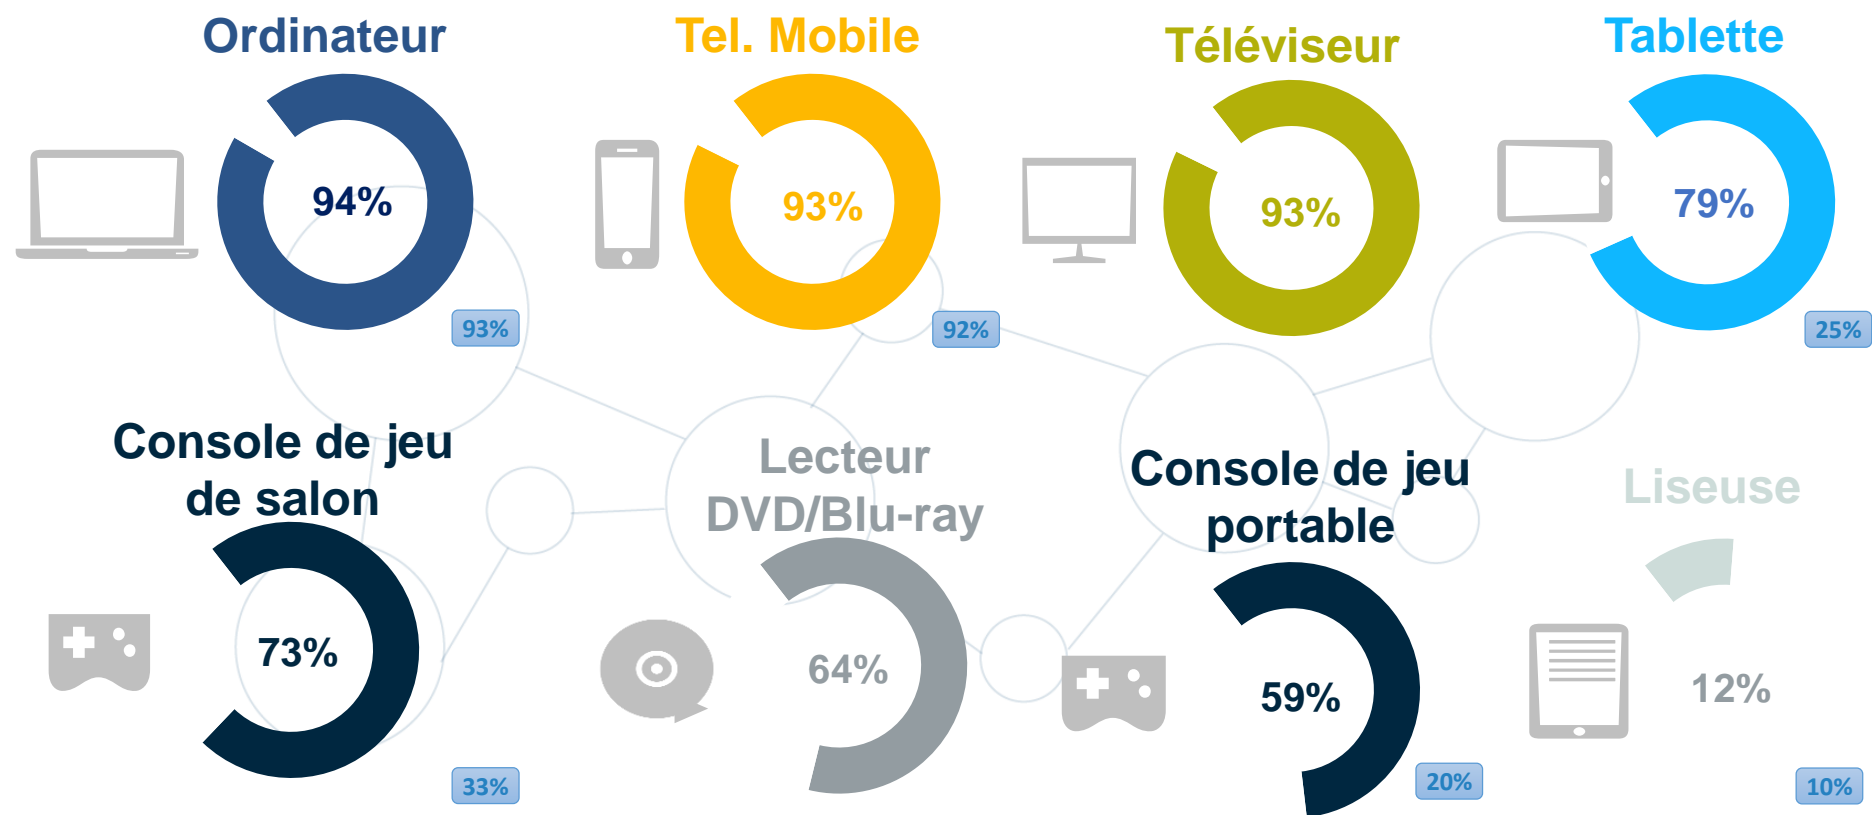 Ordinateur
94%
93%
Tel. Mobile
93%
92%
Téléviseur
93%
Tablette
79%
25%
Console de jeu
de salon
73%
33%
Lecteur
DVD/Blu-ray
64%
Console de jeu
portable
59%
20%
Liseuse
12%
10%